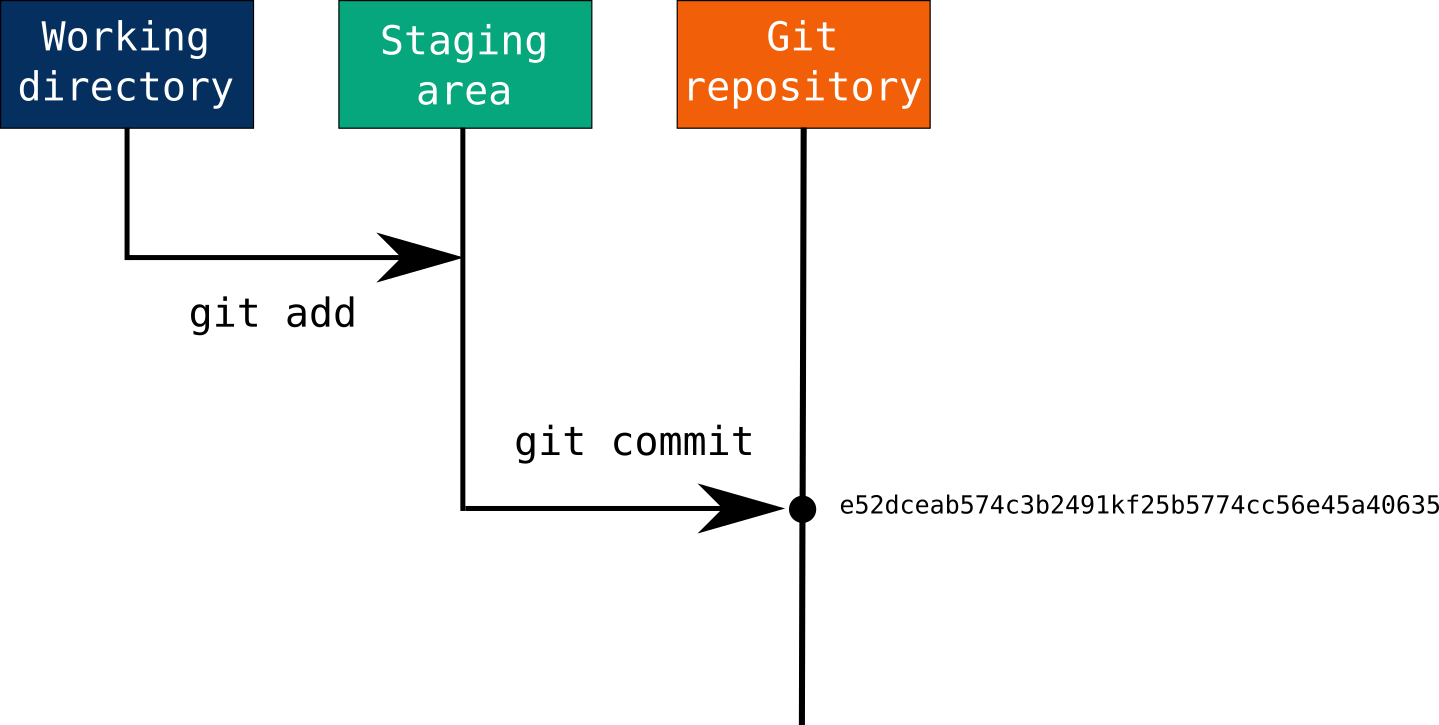 Working
directory
Staging
area
Git
repository
git add
git commit
e52dceab574c3b2491kf25b5774cc56e45a40635